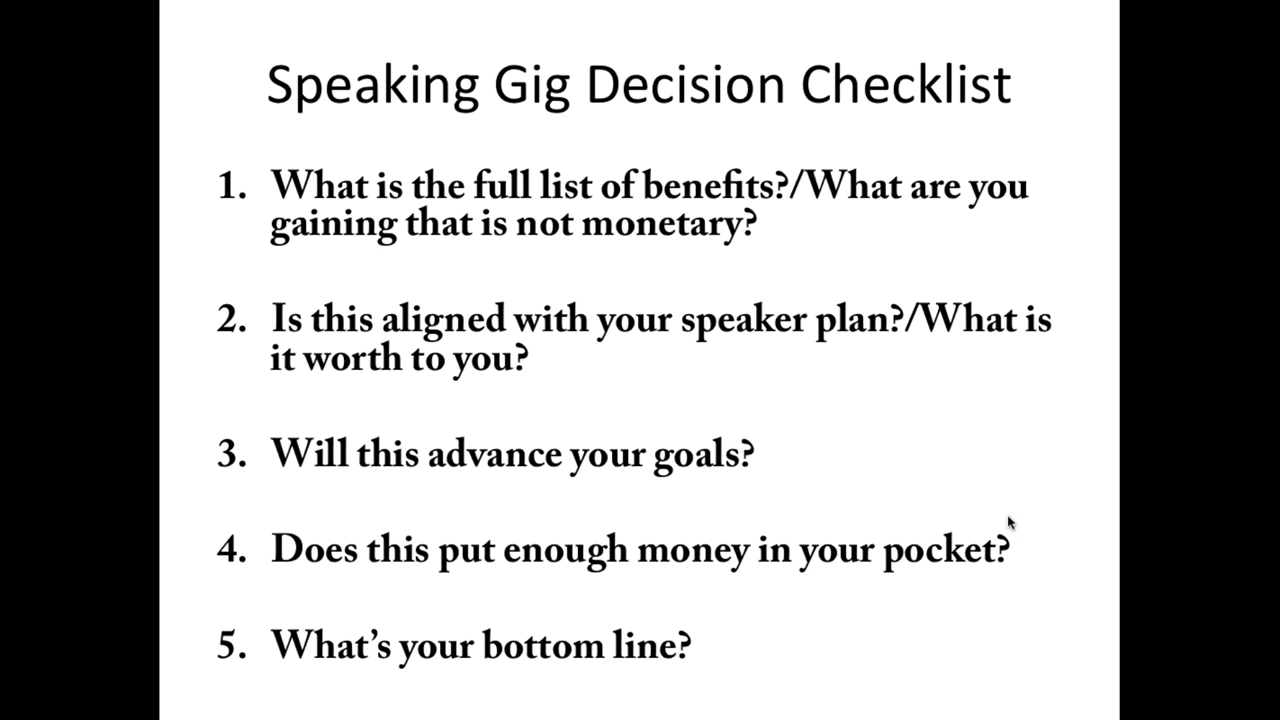 Speaking Gig Decision Checklist
1. What is the full list of benefits?/What are you
gaining that is not monetary?
2. Is this aligned with your speaker plan?/What is
it worth to you?
3. Will this advance your goals?
4. Does this put enough money in your pocket?
5. What’s your bottom line?